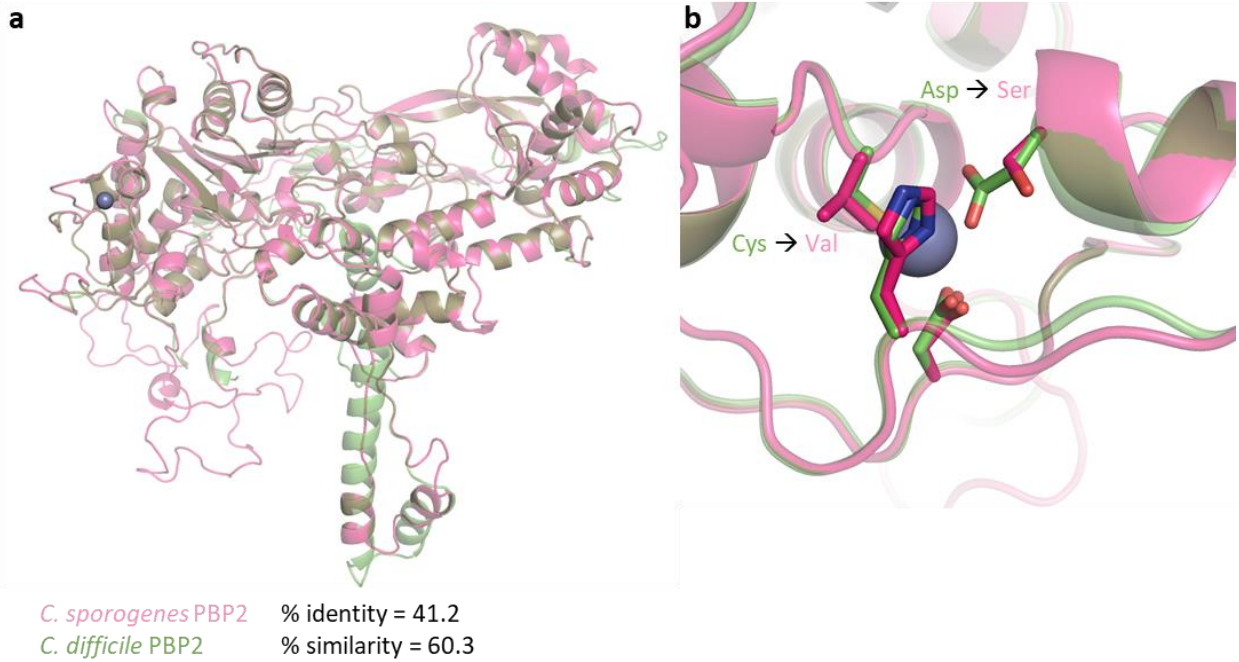 a
b
Asp → Ser
Cys → Val
C. sporogenes PBP2 % identity = 41.2
C. difficile PBP2 % similarity = 60.3